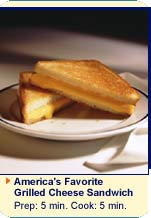 America's Favorite
Grilled Cheese Sandwich
Prep: 5 min. Cook: 5 min.